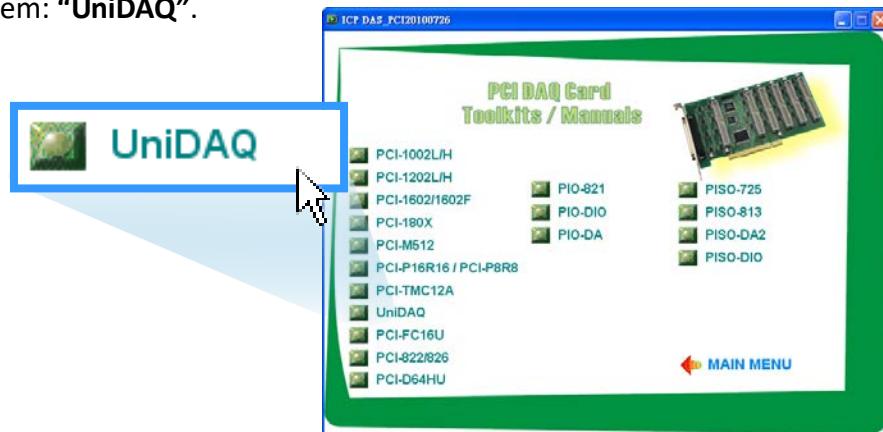 em: “UniDAQ”.
ICP DAS_PCI20100726
PCI DAQ Card
Toolkits / Manuals
UniDAQ
PCI-1002L/H
PCI-1202L/H
PCI-1602/1602F
PCI-180X
PCI-M512
PCI-P16R16 / PCI-P8R8
PCI-TMC12A
UniDAQ
PCI-FC16U
PCI-822/826
PCI-D64HU
PIO-821
PIO-DIO
PIO-DA
PISO-725
PISO-813
PISO-DA2
PISO-DIO
MAIN MENU